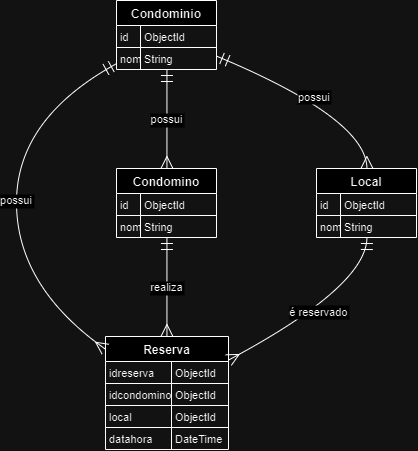 Condominio
id ObjectId
nom String
possui
possui
possui
Condomino
id ObjectId
nom String
Local
id ObjectId
nom String
realiza
é reservado
Reserva
idreserva ObjectId
idcondomino ObjectId
local ObjectId
datahora DateTime